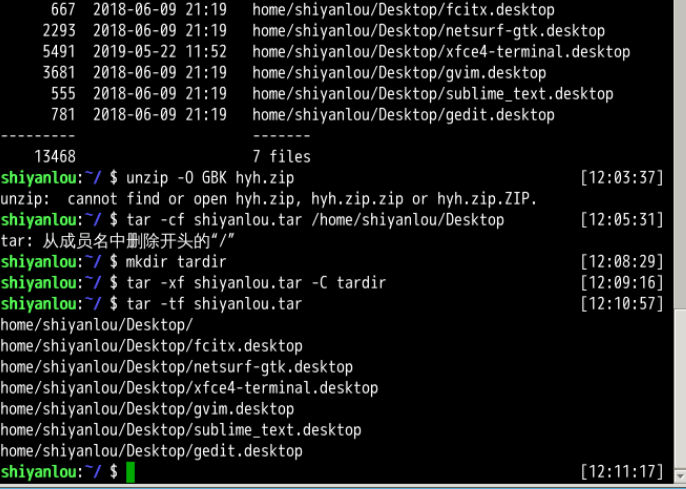 667  2018-06-09 21:19   home/shiyanlou/Desktop/fcitx.desktop
2293  2018-06-09 21:19   home/shiyanlou/Desktop/netsurf-gtk.desktop
5491  2019-05-22 11:52   home/shiyanlou/Desktop/xfce4-terminal.desktop
3681  2018-06-09 21:19   home/shiyanlou/Desktop/gvim.desktop
555  2018-06-09 21:19   home/shiyanlou/Desktop/sublime_text.desktop
781  2018-06-09 21:19   home/shiyanlou/Desktop/gedit.desktop
---------                     -------
13468                     7 files
shiyanlou:~/ $ unzip -O GBK hyh.zip [12:03:37]
unzip:  cannot find or open hyh.zip, hyh.zip.zip or hyh.zip.ZIP.
shiyanlou:~/ $ tar -cf shiyanlou.tar /home/shiyanlou/Desktop [12:05:31]
tar: 从成员名中删除开头的“/”
shiyanlou:~/ $ mkdir tardir [12:08:29]
shiyanlou:~/ $ tar -xf shiyanlou.tar -C tardir [12:09:16]
shiyanlou:~/ $ tar -tf shiyanlou.tar [12:10:57]
home/shiyanlou/Desktop/
home/shiyanlou/Desktop/fcitx.desktop
home/shiyanlou/Desktop/netsurf-gtk.desktop
home/shiyanlou/Desktop/xfce4-terminal.desktop
home/shiyanlou/Desktop/gvim.desktop
home/shiyanlou/Desktop/sublime_text.desktop
home/shiyanlou/Desktop/gedit.desktop
shiyanlou:~/ $ [12:11:17]